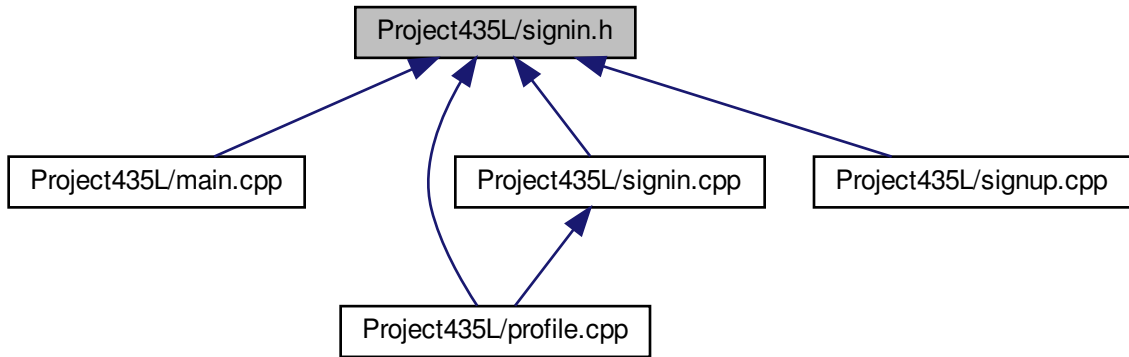 Project435L/signin.h
Project435L/main.cpp
Project435L/signin.cpp
Project435L/signup.cpp
Project435L/profile.cpp